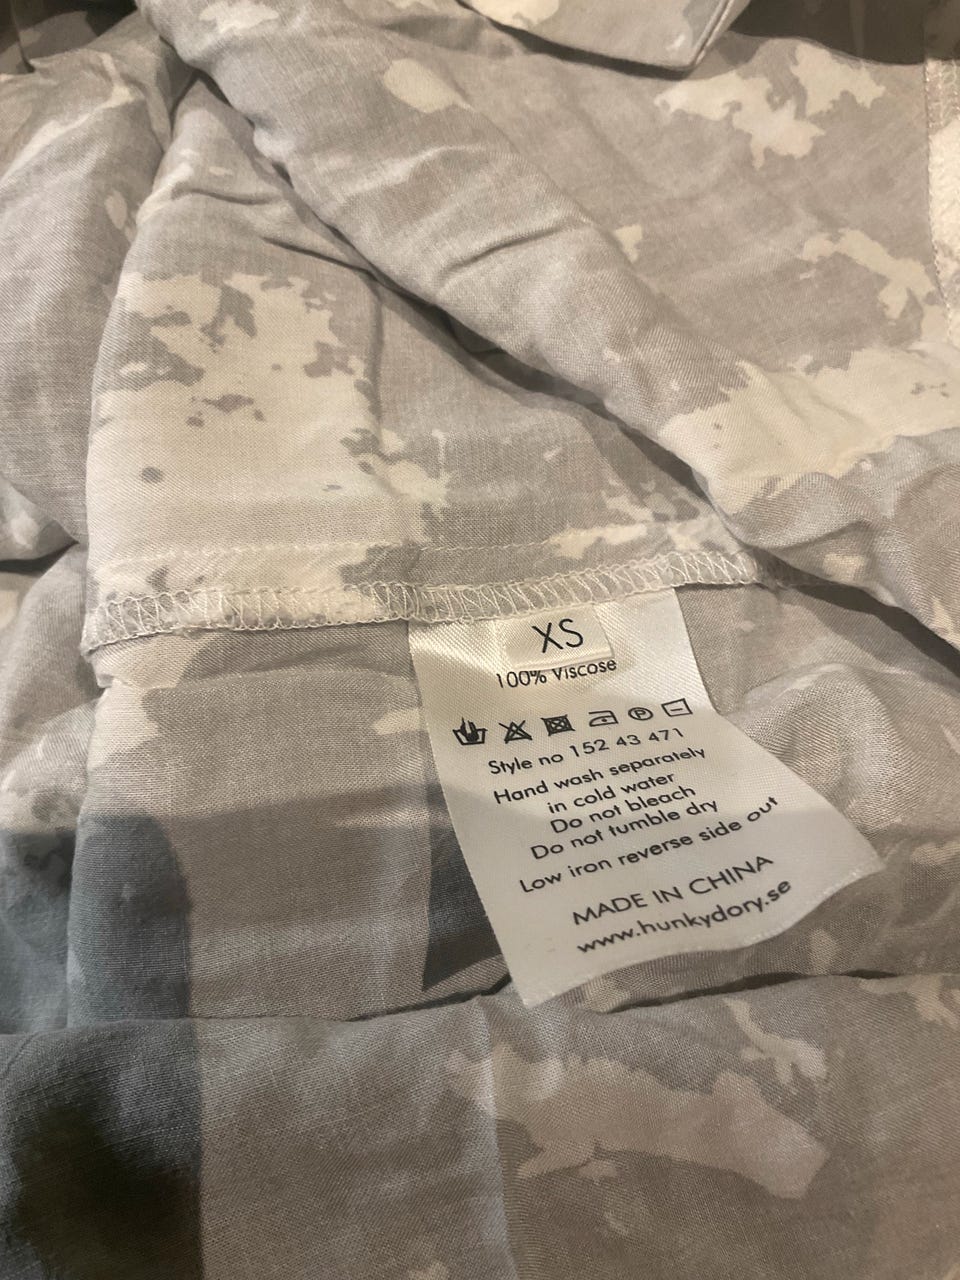 XS
100% Viscose
P
Style no 152 43 471
Hand wash separately
in cold water
Do not bleach
Do not tumble dry
Low iron reverse side out
MADE IN CHINA
www.hunkydory.se